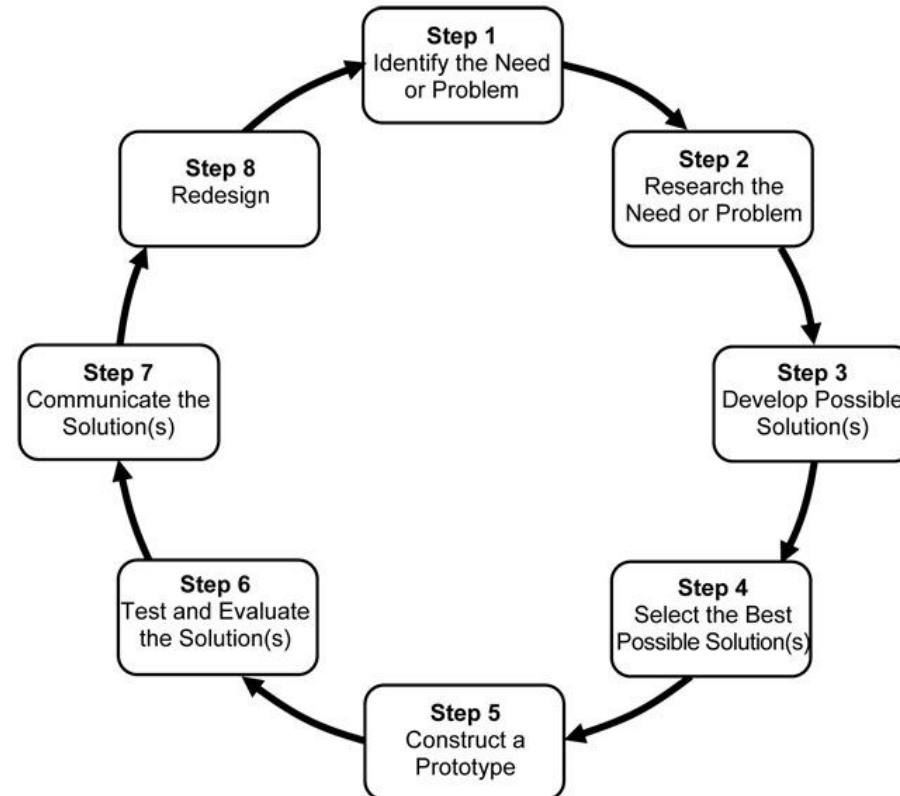 Step 1
Identify the Need
or Problem
Step 2
Research the
Need or Problem
Step 3
Develop Possible
Solution(s)
Step 4
Select the Best
Possible Solution(s)
Step 5
Construct a
Prototype
Step 6
Test and Evaluate
the Solution(s)
Step 7
Communicate the
Solution(s)
Step 8
Redesign